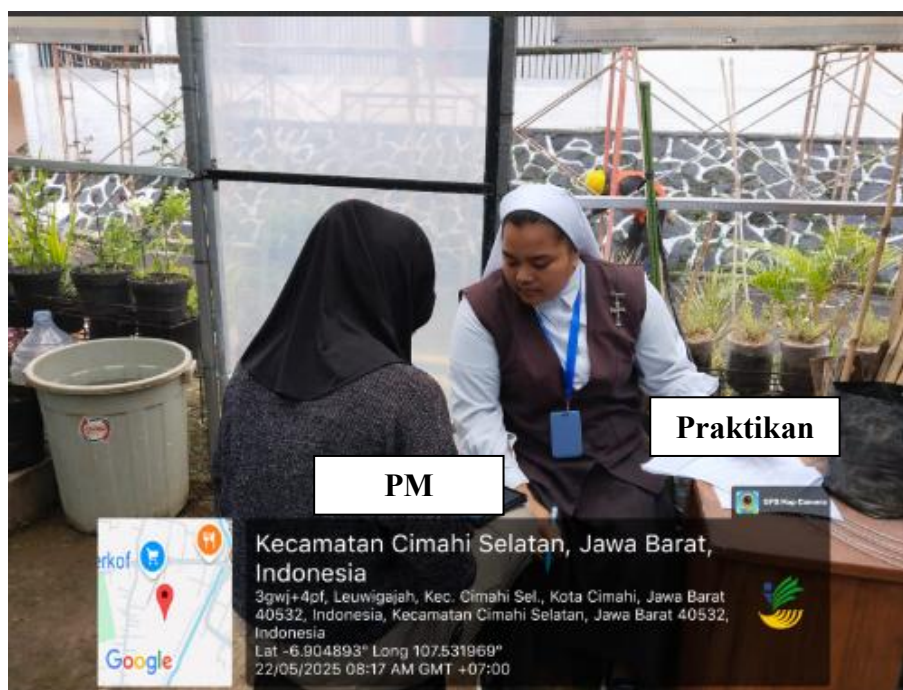 Praktikan
PM
GPS Map Camera
Kecamatan Cimahi Selatan, Jawa Barat,
Indonesia
3gwj+4pf, Leuwigajah, Kec. Cimahi Sel., Kota Cimahi, Jawa Barat
40532, Indonesia, Kecamatan Cimahi Selatan, Jawa Barat 40532,
Indonesia
Lat -6.904893° Long 107.531969°
22/05/2025 08:17 AM GMT +07:00
erkof
Google